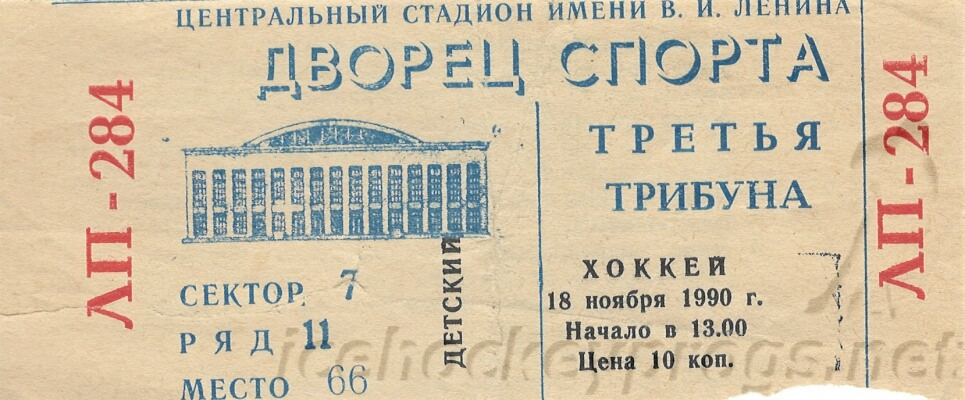 ЦЕНТРАЛЬНЫЙ СТАДИОН ИМЕНИ В. И. ЛЕНИНА
ДВОРЕЦ СПОРТА
ЛП - 284
ТРЕТЬЯ
ТРИБУНА
СЕКТОР 7
РЯД 11
МЕСТО 66
ДЕТСКИЙ
ХОККЕЙ
18 ноября 1990 г.
Начало в 13.00
Цена 10 коп.
ЛП - 284
icehockeyprogs.net